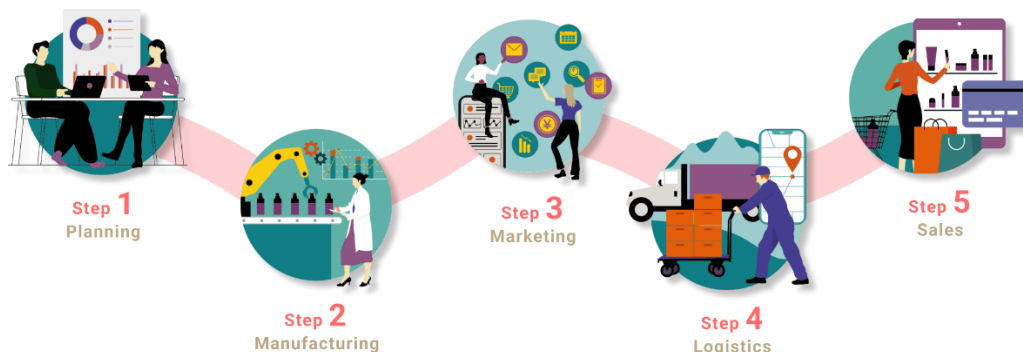 Step 1
Planning
Step 2
Manufacturing
Step 3
Marketing
Step 4
Logistics
Step 5
Sales
¥